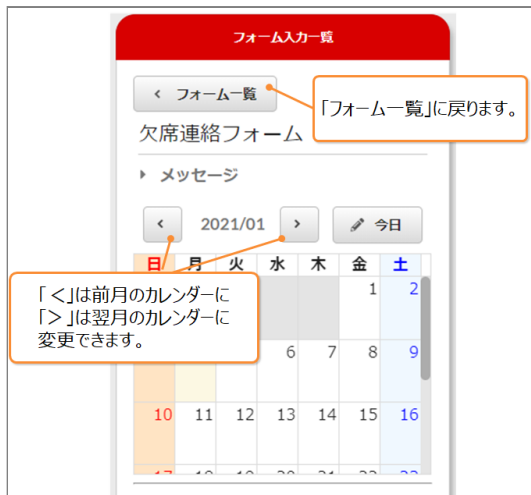 フォーム入力一覧
< フォーム一覧
「フォーム一覧」に戻ります。
欠席連絡フォーム
メッセージ
< 2021/01 > 今日
日 月 火 水 木 金 土
1 2
「＜」は前月のカレンダーに
「＞」は翌月のカレンダーに
変更できます。
6 7 8 9
10 11 12 13 14 15 16